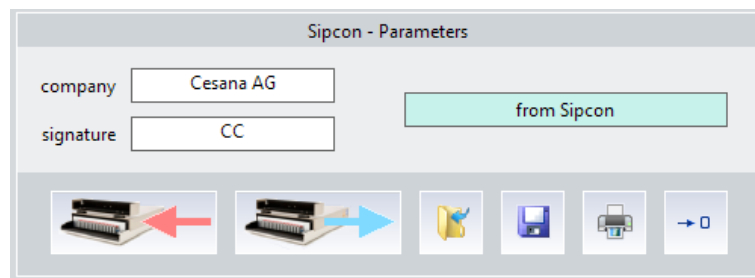 Sipcon - Parameters
company Cesana AG
from Sipcon
signature CC
→ 0